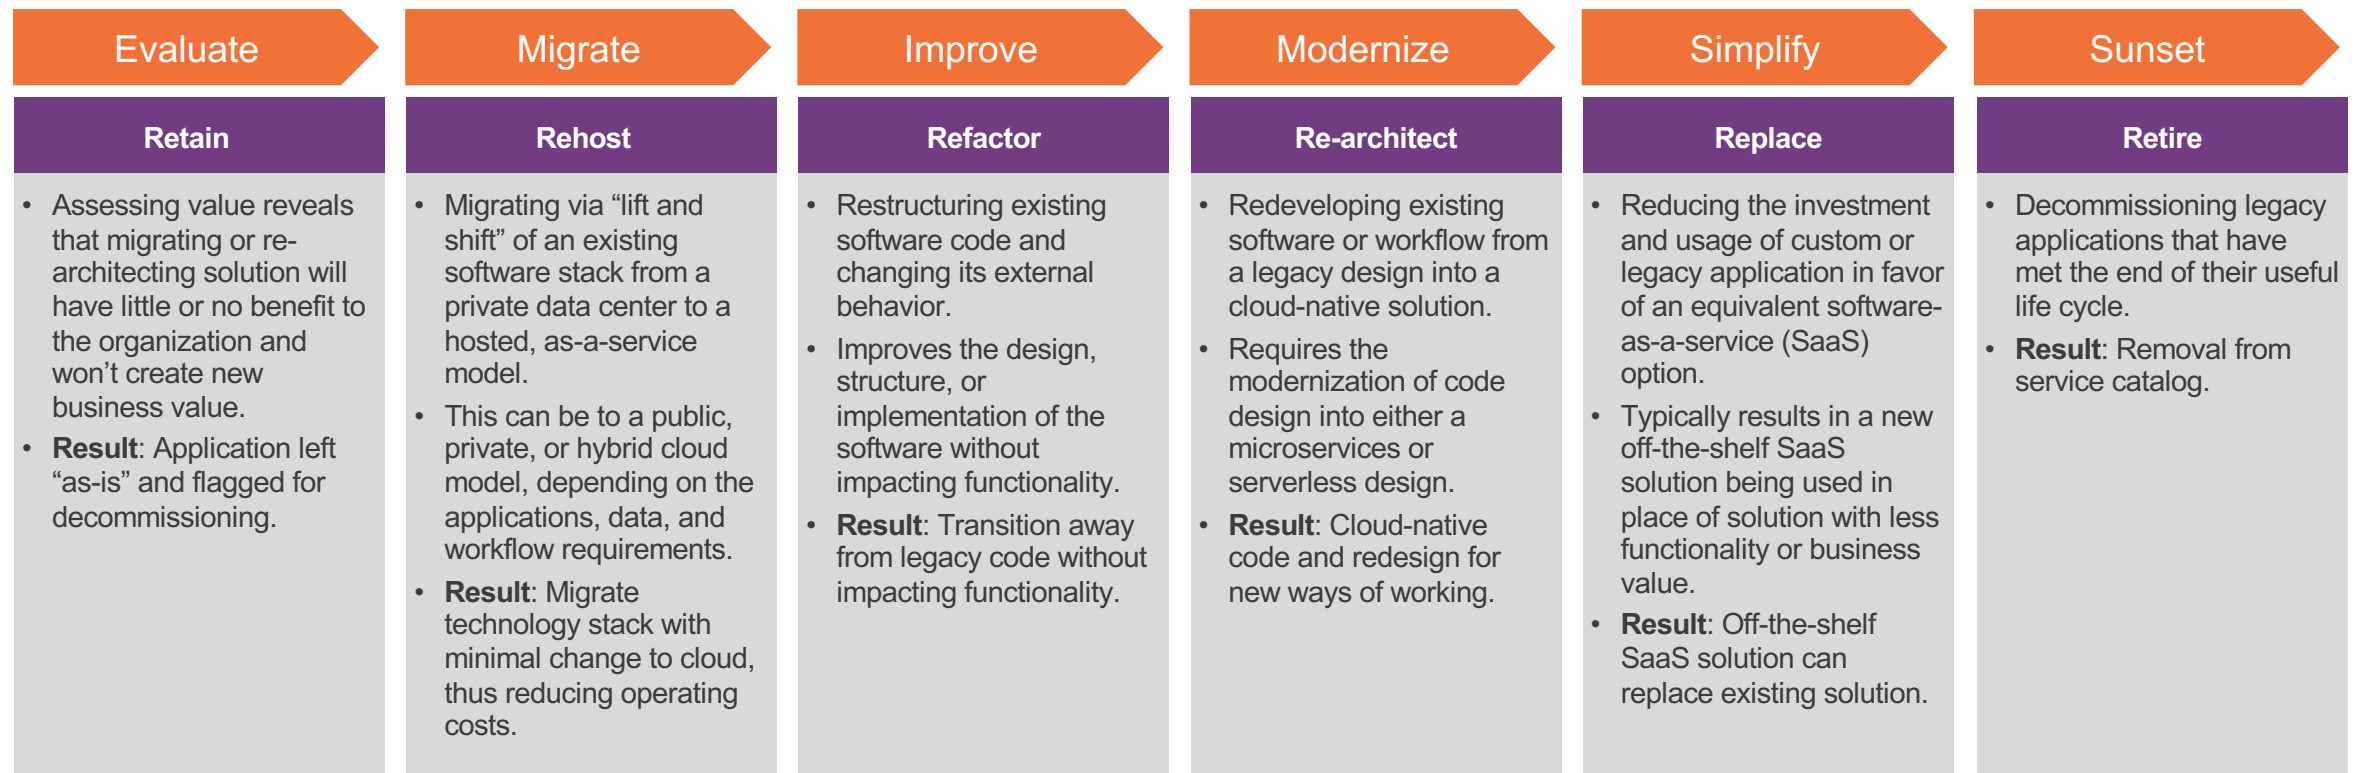 Evaluate
Migrate
Improve
Modernize
Simplify
Sunset
Retain
Rehost
Refactor
Re-architect
Replace
Retire
• Assessing value reveals
that migrating or re-
architecting solution will
have little or no benefit to
the organization and
won’t create new
business value.
• Result: Application left
“as-is” and flagged for
decommissioning.
• Migrating via “lift and
shift” of an existing
software stack from a
private data center to a
hosted, as-a-service
model.
• This can be to a public,
private, or hybrid cloud
model, depending on the
applications, data, and
workflow requirements.
• Result: Migrate
technology stack with
minimal change to cloud,
thus reducing operating
costs.
• Restructuring existing
software code and
changing its external
behavior.
• Improves the design,
structure, or
implementation of the
software without
impacting functionality.
• Result: Transition away
from legacy code without
impacting functionality.
• Redeveloping existing
software or workflow from
a legacy design into a
cloud-native solution.
• Requires the
modernization of code
design into either a
microservices or
serverless design.
• Result: Cloud-native
code and redesign for
new ways of working.
• Reducing the investment
and usage of custom or
legacy application in favor
of an equivalent software-
as-a-service (SaaS)
option.
• Typically results in a new
off-the-shelf SaaS
solution being used in
place of solution with less
functionality or business
value.
• Result: Off-the-shelf
SaaS solution can
replace existing solution.
• Decommissioning legacy
applications that have
met the end of their useful
life cycle.
• Result: Removal from
service catalog.